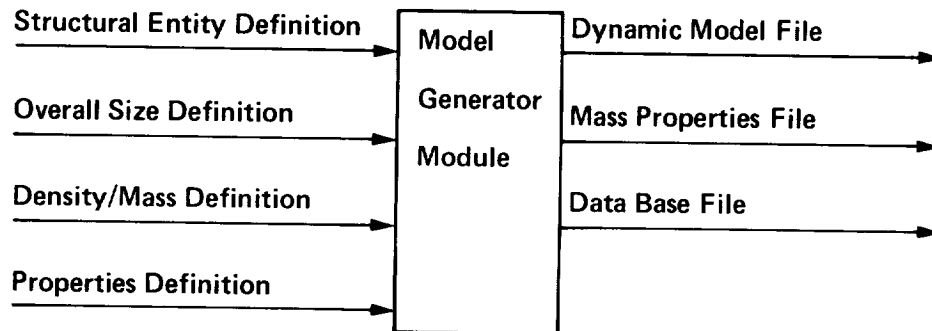 Structural Entity Definition
Overall Size Definition
Density/Mass Definition
Properties Definition
Model
Generator
Module
Dynamic Model File
Mass Properties File
Data Base File